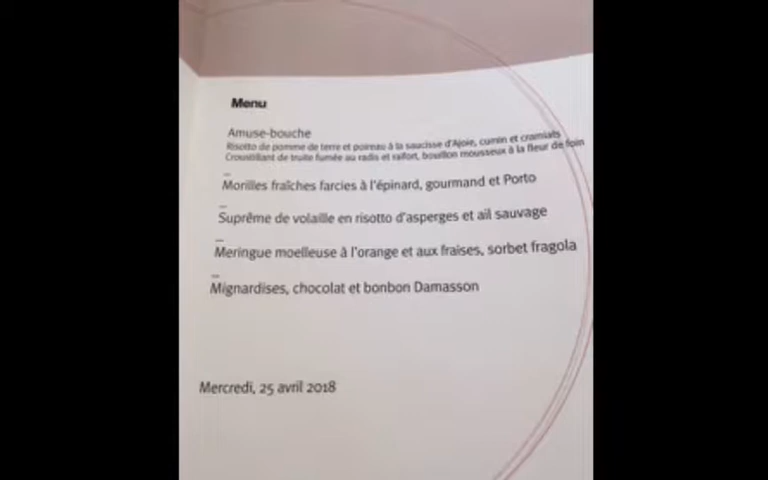 Menu
Amuse-bouche
Risotto de pomme de terre et poireau à la saucisse d'Ajoie, cumin et cramiats
Croustillant de truite fumée au radis et raifort, bouillon mousseux à la fleur de foin
–
Morilles fraîches farcies à l'épinard, gourmand et Porto
–
Suprême de volaille en risotto d'asperges et ail sauvage
–
Meringue moelleuse à l'orange et aux fraises, sorbet fragola
–
Mignardises, chocolat et bonbon Damasson
Mercredi, 25 avril 2018